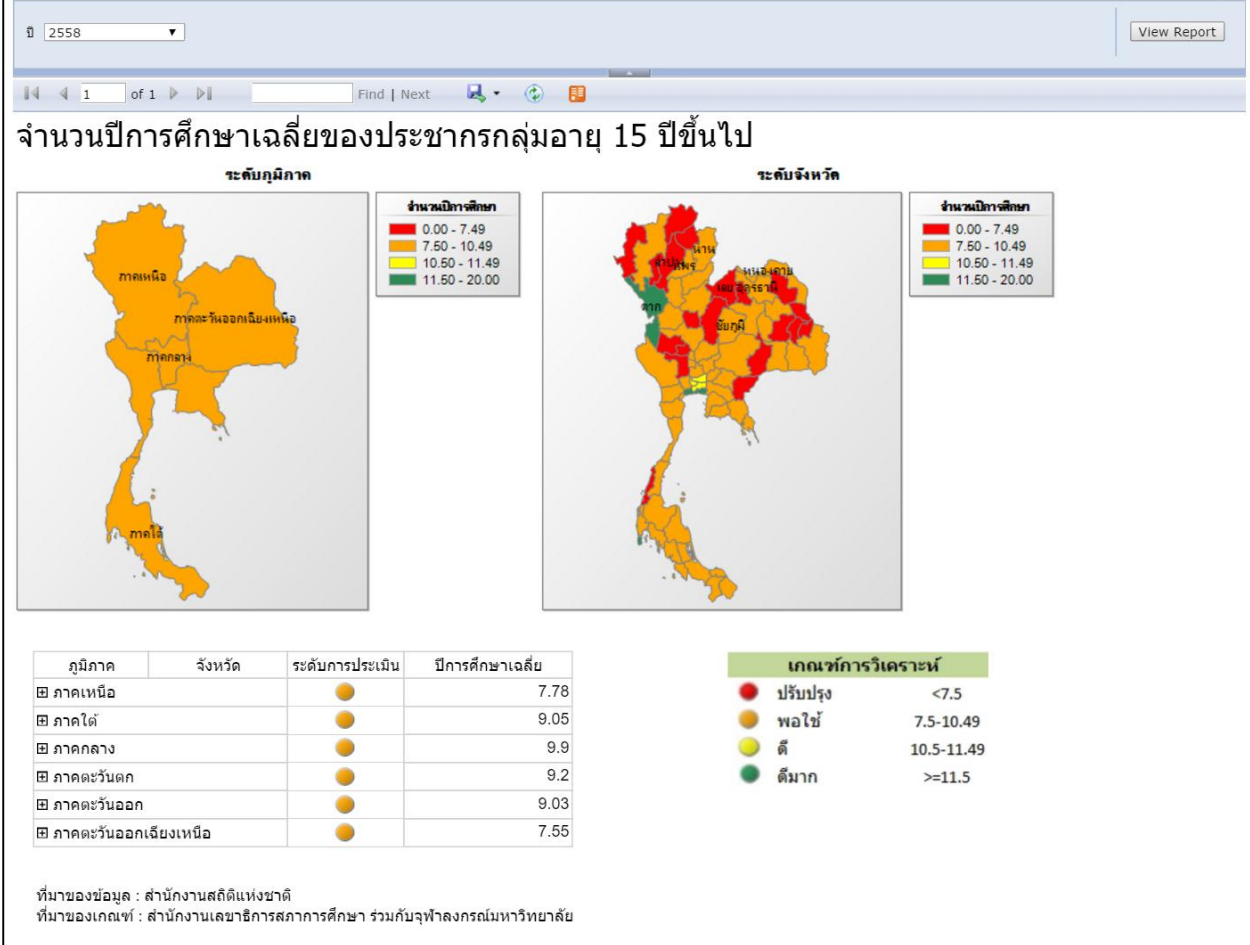 ปี 2558 View Report
1 of 1 Find | Next
จำนวนปีการศึกษาเฉลี่ยของประชากรกลุ่มอายุ 15 ปีขึ้นไป
ระดับภูมิภาค
จำนวนปีการศึกษา
0.00 - 7.49
7.50 - 10.49
10.50 - 11.49
11.50 - 20.00
ภาคเหนือ
ภาคตะวันออกเฉียงเหนือ
ภาคกลาง
ภาคใต้
ระดับจังหวัด
จำนวนปีการศึกษา
0.00 - 7.49
7.50 - 10.49
10.50 - 11.49
11.50 - 20.00
น่าน
ลำปาง แพร่
หนองคาย
เลย อุดรธานี
ตาก
ชัยภูมิ
ภูมิภาค จังหวัด ระดับการประเมิน ปีการศึกษาเฉลี่ย
ภาคเหนือ 7.78
ภาคใต้ 9.05
ภาคกลาง 9.9
ภาคตะวันตก 9.2
ภาคตะวันออก 9.03
ภาคตะวันออกเฉียงเหนือ 7.55
เกณฑ์การวิเคราะห์
ปรับปรุง <7.5
พอใช้ 7.5-10.49
ดี 10.5-11.49
ดีมาก >=11.5
ที่มาของข้อมูล : สำนักงานสถิติแห่งชาติ
ที่มาของเกณฑ์ : สำนักงานเลขาธิการสภาการศึกษา ร่วมกับจุฬาลงกรณ์มหาวิทยาลัย